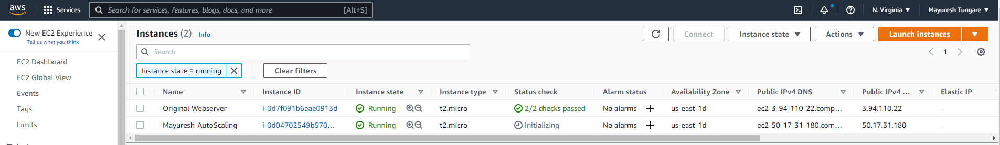 aws Services Search for services, features, blogs, docs, and more [Alt+S] N. Virginia Mayuresh Tungare
New EC2 Experience
Tell us what you think
EC2 Dashboard
EC2 Global View
Events
Tags
Limits
Instances (2) Info Connect Instance state Actions Launch instances
Search 1
Instance state = running Clear filters
Name Instance ID Instance state Instance type Status check Alarm status Availability Zone Public IPv4 DNS Public IPv4 ... Elastic IP
Original Webserver i-0d7f091b6aae0913d Running t2.micro 2/2 checks passed No alarms + us-east-1d ec2-3-94-110-22.comp... 3.94.110.22 –
Mayuresh-AutoScaling i-0d04702549b570... Running t2.micro Initializing No alarms + us-east-1d ec2-50-17-31-180.com... 50.17.31.180 –